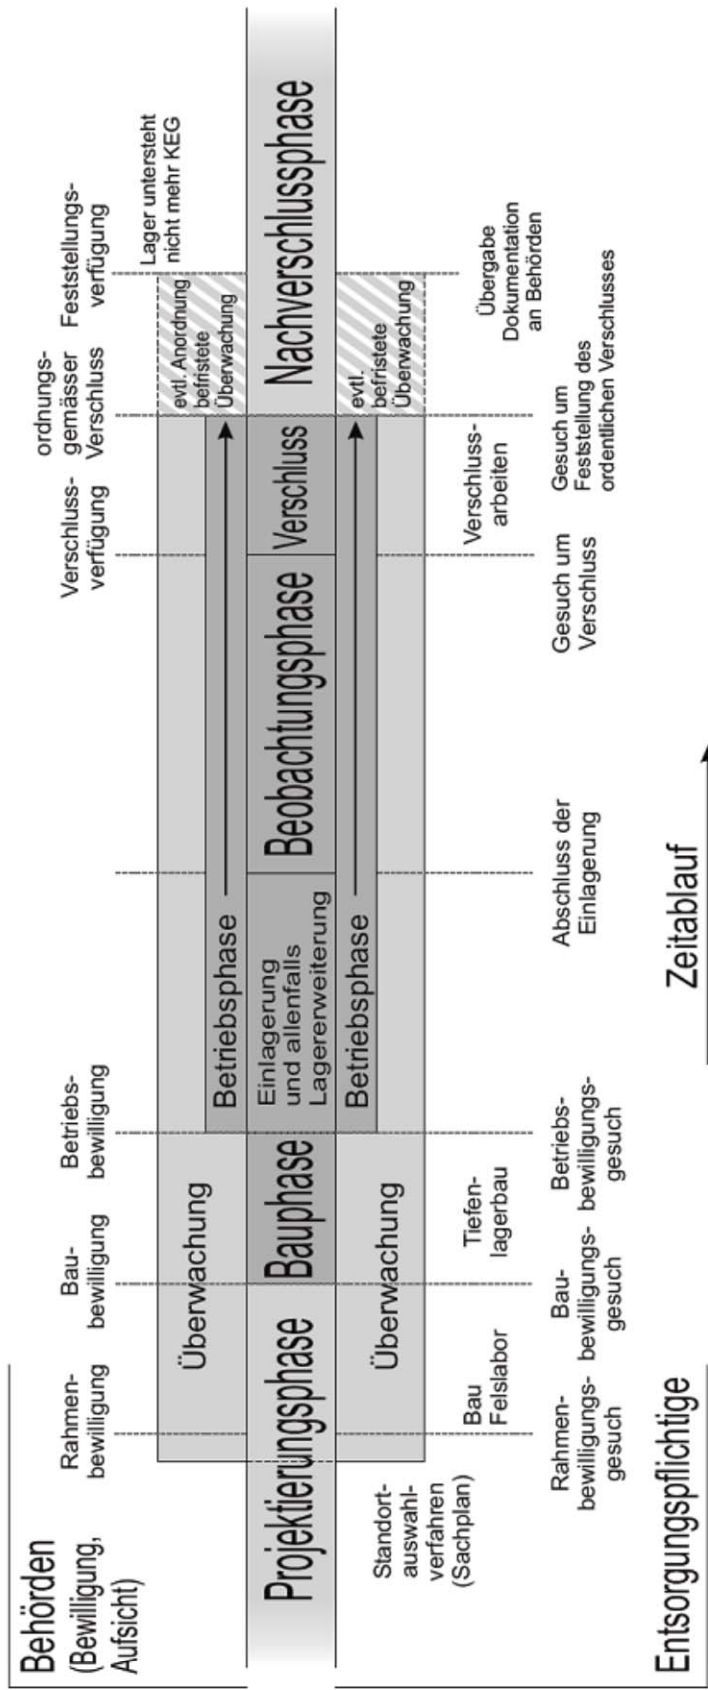 Behörden
(Bewilligung,
Aufsicht)
Rahmen-
bewilligung
Bau-
bewilligung
Betriebs-
bewilligung
Verschluss-
verfügung
ordnungs-
gemässer
Verschluss
Feststellungs-
verfügung
Lager untersteht
nicht mehr KEG
Überwachung
Betriebsphase
evtl. Anordnung
befristete
Überwachung
Projektierungsphase
Bauphase
Einlagerung
und allenfalls
Lagererweiterung
Beobachtungsphase
Verschluss
Nachverschlussphase
Betriebsphase
evtl.
befristete
Überwachung
Überwachung
Standort-
auswahl-
verfahren
(Sachplan)
Bau
Felslabor
Tiefen-
lagerbau
Verschluss-
arbeiten
Übergabe
Dokumentation
an Behörden
Rahmen-
bewilligungs-
gesuch
Bau-
bewilligungs-
gesuch
Betriebs-
bewilligungs-
gesuch
Abschluss der
Einlagerung
Gesuch um
Verschluss
Gesuch um
Feststellung des
ordentlichen Verschlusses
Entsorgungspflichtige
Zeitablauf